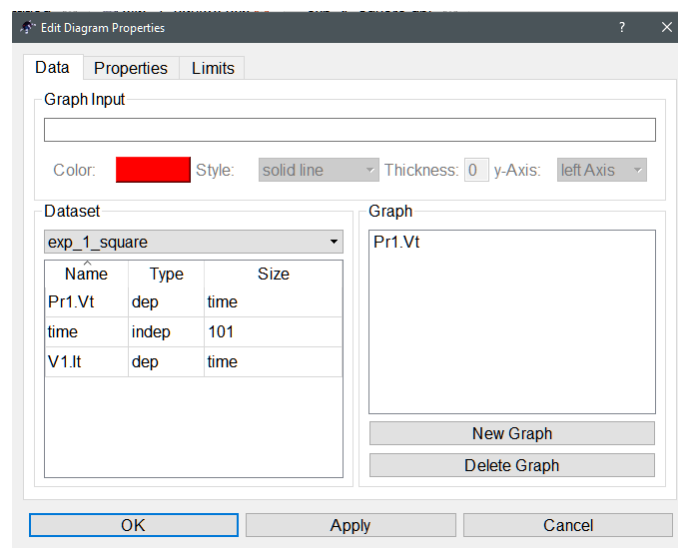 Edit Diagram Properties ? ✕
Data Properties Limits
Graph Input
Color: Style: solid line Thickness: 0 y-Axis: left Axis
Dataset
exp_1_square
Name Type Size
Pr1.Vt dep time
time indep 101
V1.It dep time
Graph
Pr1.Vt
New Graph
Delete Graph
OK Apply Cancel